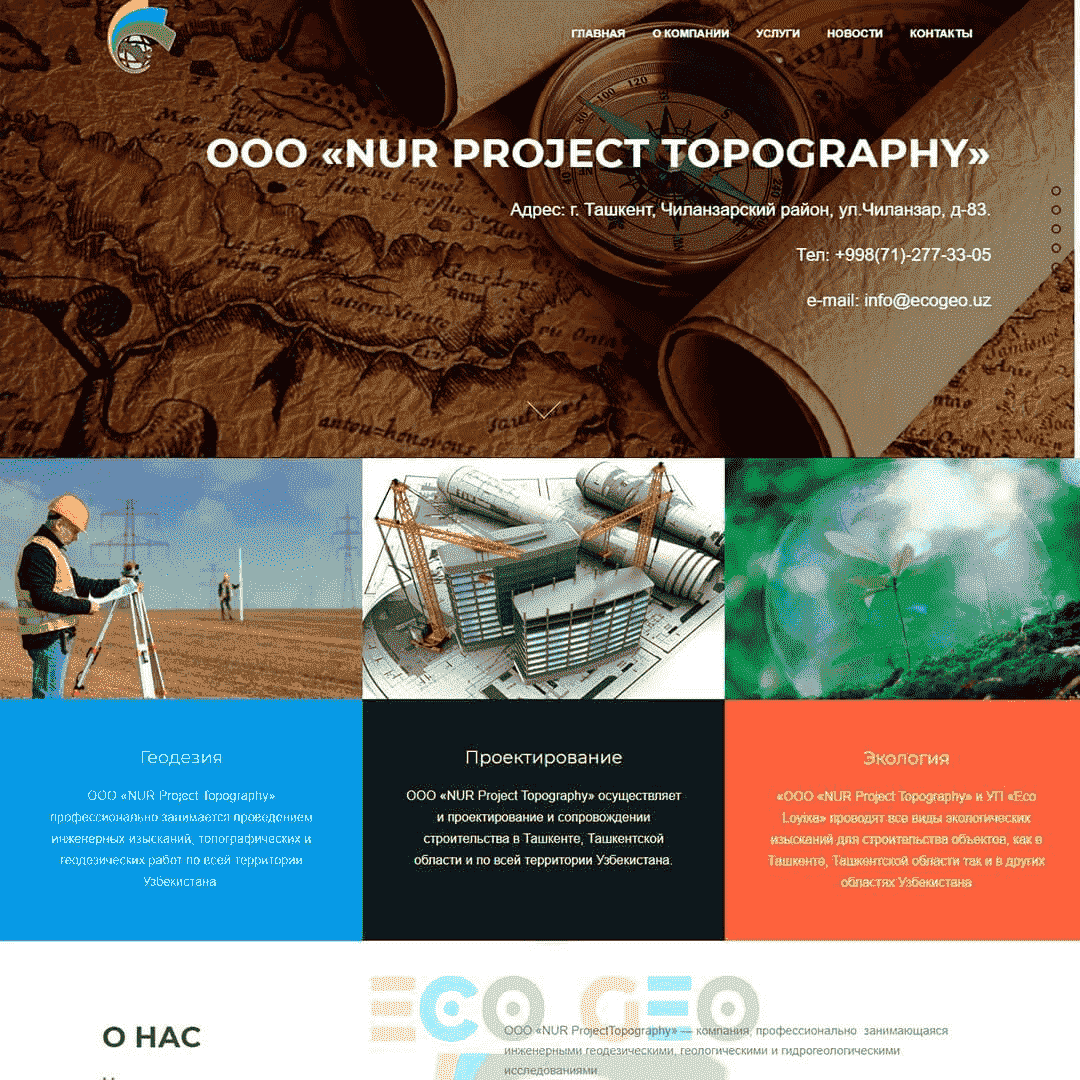 ГЛАВНАЯ О КОМПАНИИ УСЛУГИ НОВОСТИ КОНТАКТЫ
ООО «NUR PROJECT TOPOGRAPHY»
Адрес: г. Ташкент, Чиланзарский район, ул.Чиланзар, д-83.
Тел: +998(71)-277-33-05
e-mail: info@ecogeo.uz
Геодезия
ООО «NUR Project Topography»
профессионально занимается проведением
инженерных изысканий, топографических и
геодезических работ по всей территории
Узбекистана
Проектирование
ООО «NUR Project Topography» осуществляет
и проектирование и сопровождении
строительства в Ташкенте, Ташкентской
области и по всей территории Узбекистана.
Экология
«ООО «NUR Project Topography» и УП «Eco
Loyixa» проводят все виды экологических
изысканий для строительства объектов, как в
Ташкенте, Ташкентской области так и в других
областях Узбекистана
ECO GEO
О НАС
ООО «NUR ProjectTopography» — компания, профессионально занимающаяся
инженерными геодезическими, геологическими и гидрогеологическими
исследованиями